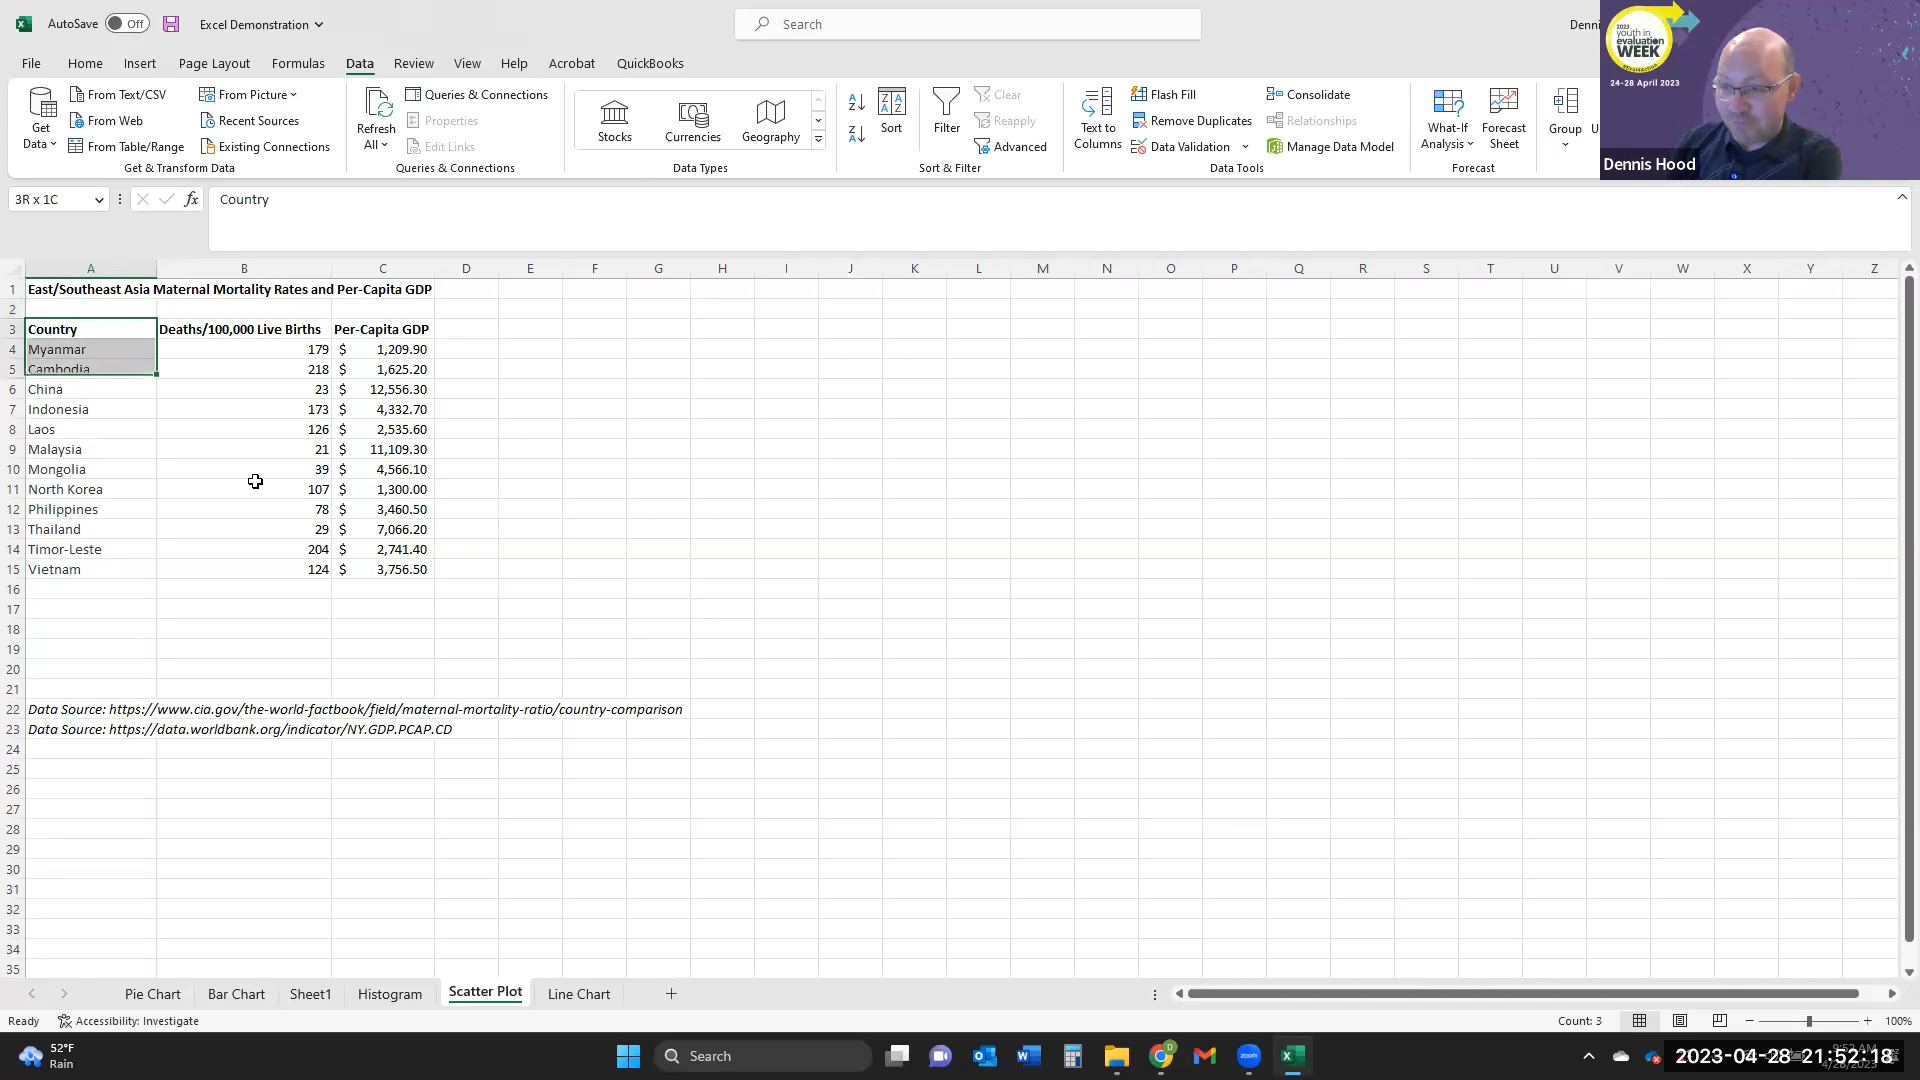 AutoSave Off Excel Demonstration Search Denni
File Home Insert Page Layout Formulas Data Review View Help Acrobat QuickBooks
Get Data From Text/CSV From Web From Table/Range From Picture Recent Sources Existing Connections
Get & Transform Data
Refresh All Queries & Connections Properties Edit Links
Queries & Connections
Stocks Currencies Geography
Data Types
Sort Filter Clear Reapply Advanced
Sort & Filter
Text to Columns Flash Fill Remove Duplicates Data Validation Consolidate Relationships Manage Data Model
Data Tools
What-If Analysis Forecast Sheet
Forecast
Group U
2023
youth in
evaluation
WEEK
24-28 April 2023
Dennis Hood
3R x 1C fx Country
A B C D E F G H I J K L M N O P Q R S T U V W X Y Z
1 East/Southeast Asia Maternal Mortality Rates and Per-Capita GDP
2
3 Country Deaths/100,000 Live Births Per-Capita GDP
4 Myanmar 179 $ 1,209.90
5 Cambodia 218 $ 1,625.20
6 China 23 $ 12,556.30
7 Indonesia 173 $ 4,332.70
8 Laos 126 $ 2,535.60
9 Malaysia 21 $ 11,109.30
10 Mongolia 39 $ 4,566.10
11 North Korea 107 $ 1,300.00
12 Philippines 78 $ 3,460.50
13 Thailand 29 $ 7,066.20
14 Timor-Leste 204 $ 2,741.40
15 Vietnam 124 $ 3,756.50
16
17
18
19
20
21
22 Data Source: https://www.cia.gov/the-world-factbook/field/maternal-mortality-ratio/country-comparison
23 Data Source: https://data.worldbank.org/indicator/NY.GDP.PCAP.CD
24
25
26
27
28
29
30
31
32
33
34
35
Pie Chart Bar Chart Sheet1 Histogram Scatter Plot Line Chart
Ready Accessibility: Investigate Count: 3 100%
52°F
Rain
Search
zoom
2023-04-28 21:52:18